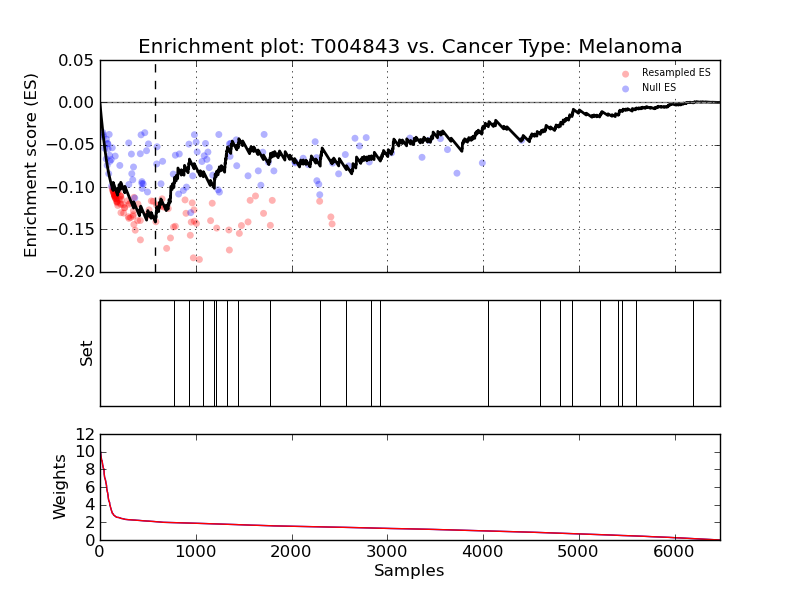 Enrichment plot: T004843 vs. Cancer Type: Melanoma
Enrichment score (ES)
0.05
0.00
−0.05
−0.10
−0.15
−0.20
Resampled ES
Null ES
Set
Weights
12
10
8
6
4
2
0
0 1000 2000 3000 4000 5000 6000
Samples